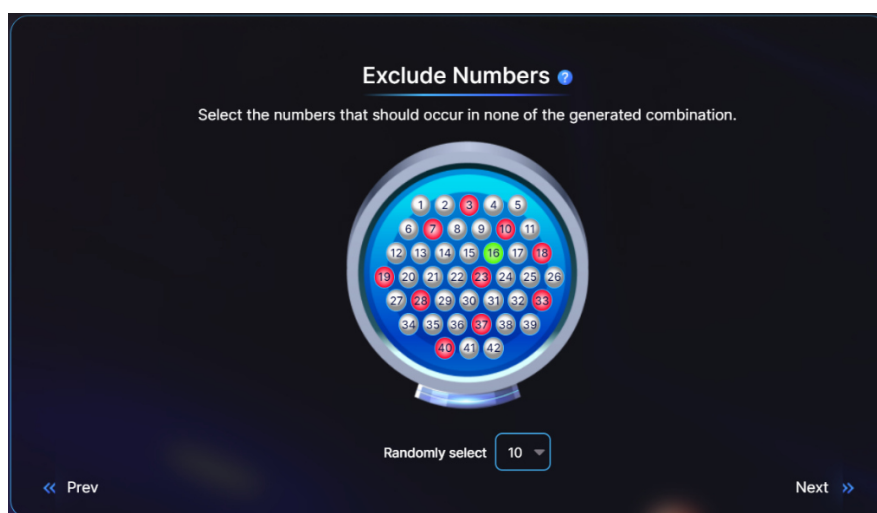 Exclude Numbers ?
Select the numbers that should occur in none of the generated combination.
1 2 3 4 5
6 7 8 9 10 11
12 13 14 15 16 17 18
19 20 21 22 23 24 25 26
27 28 29 30 31 32 33
34 35 36 37 38 39
40 41 42
Randomly select 10
« Prev Next »